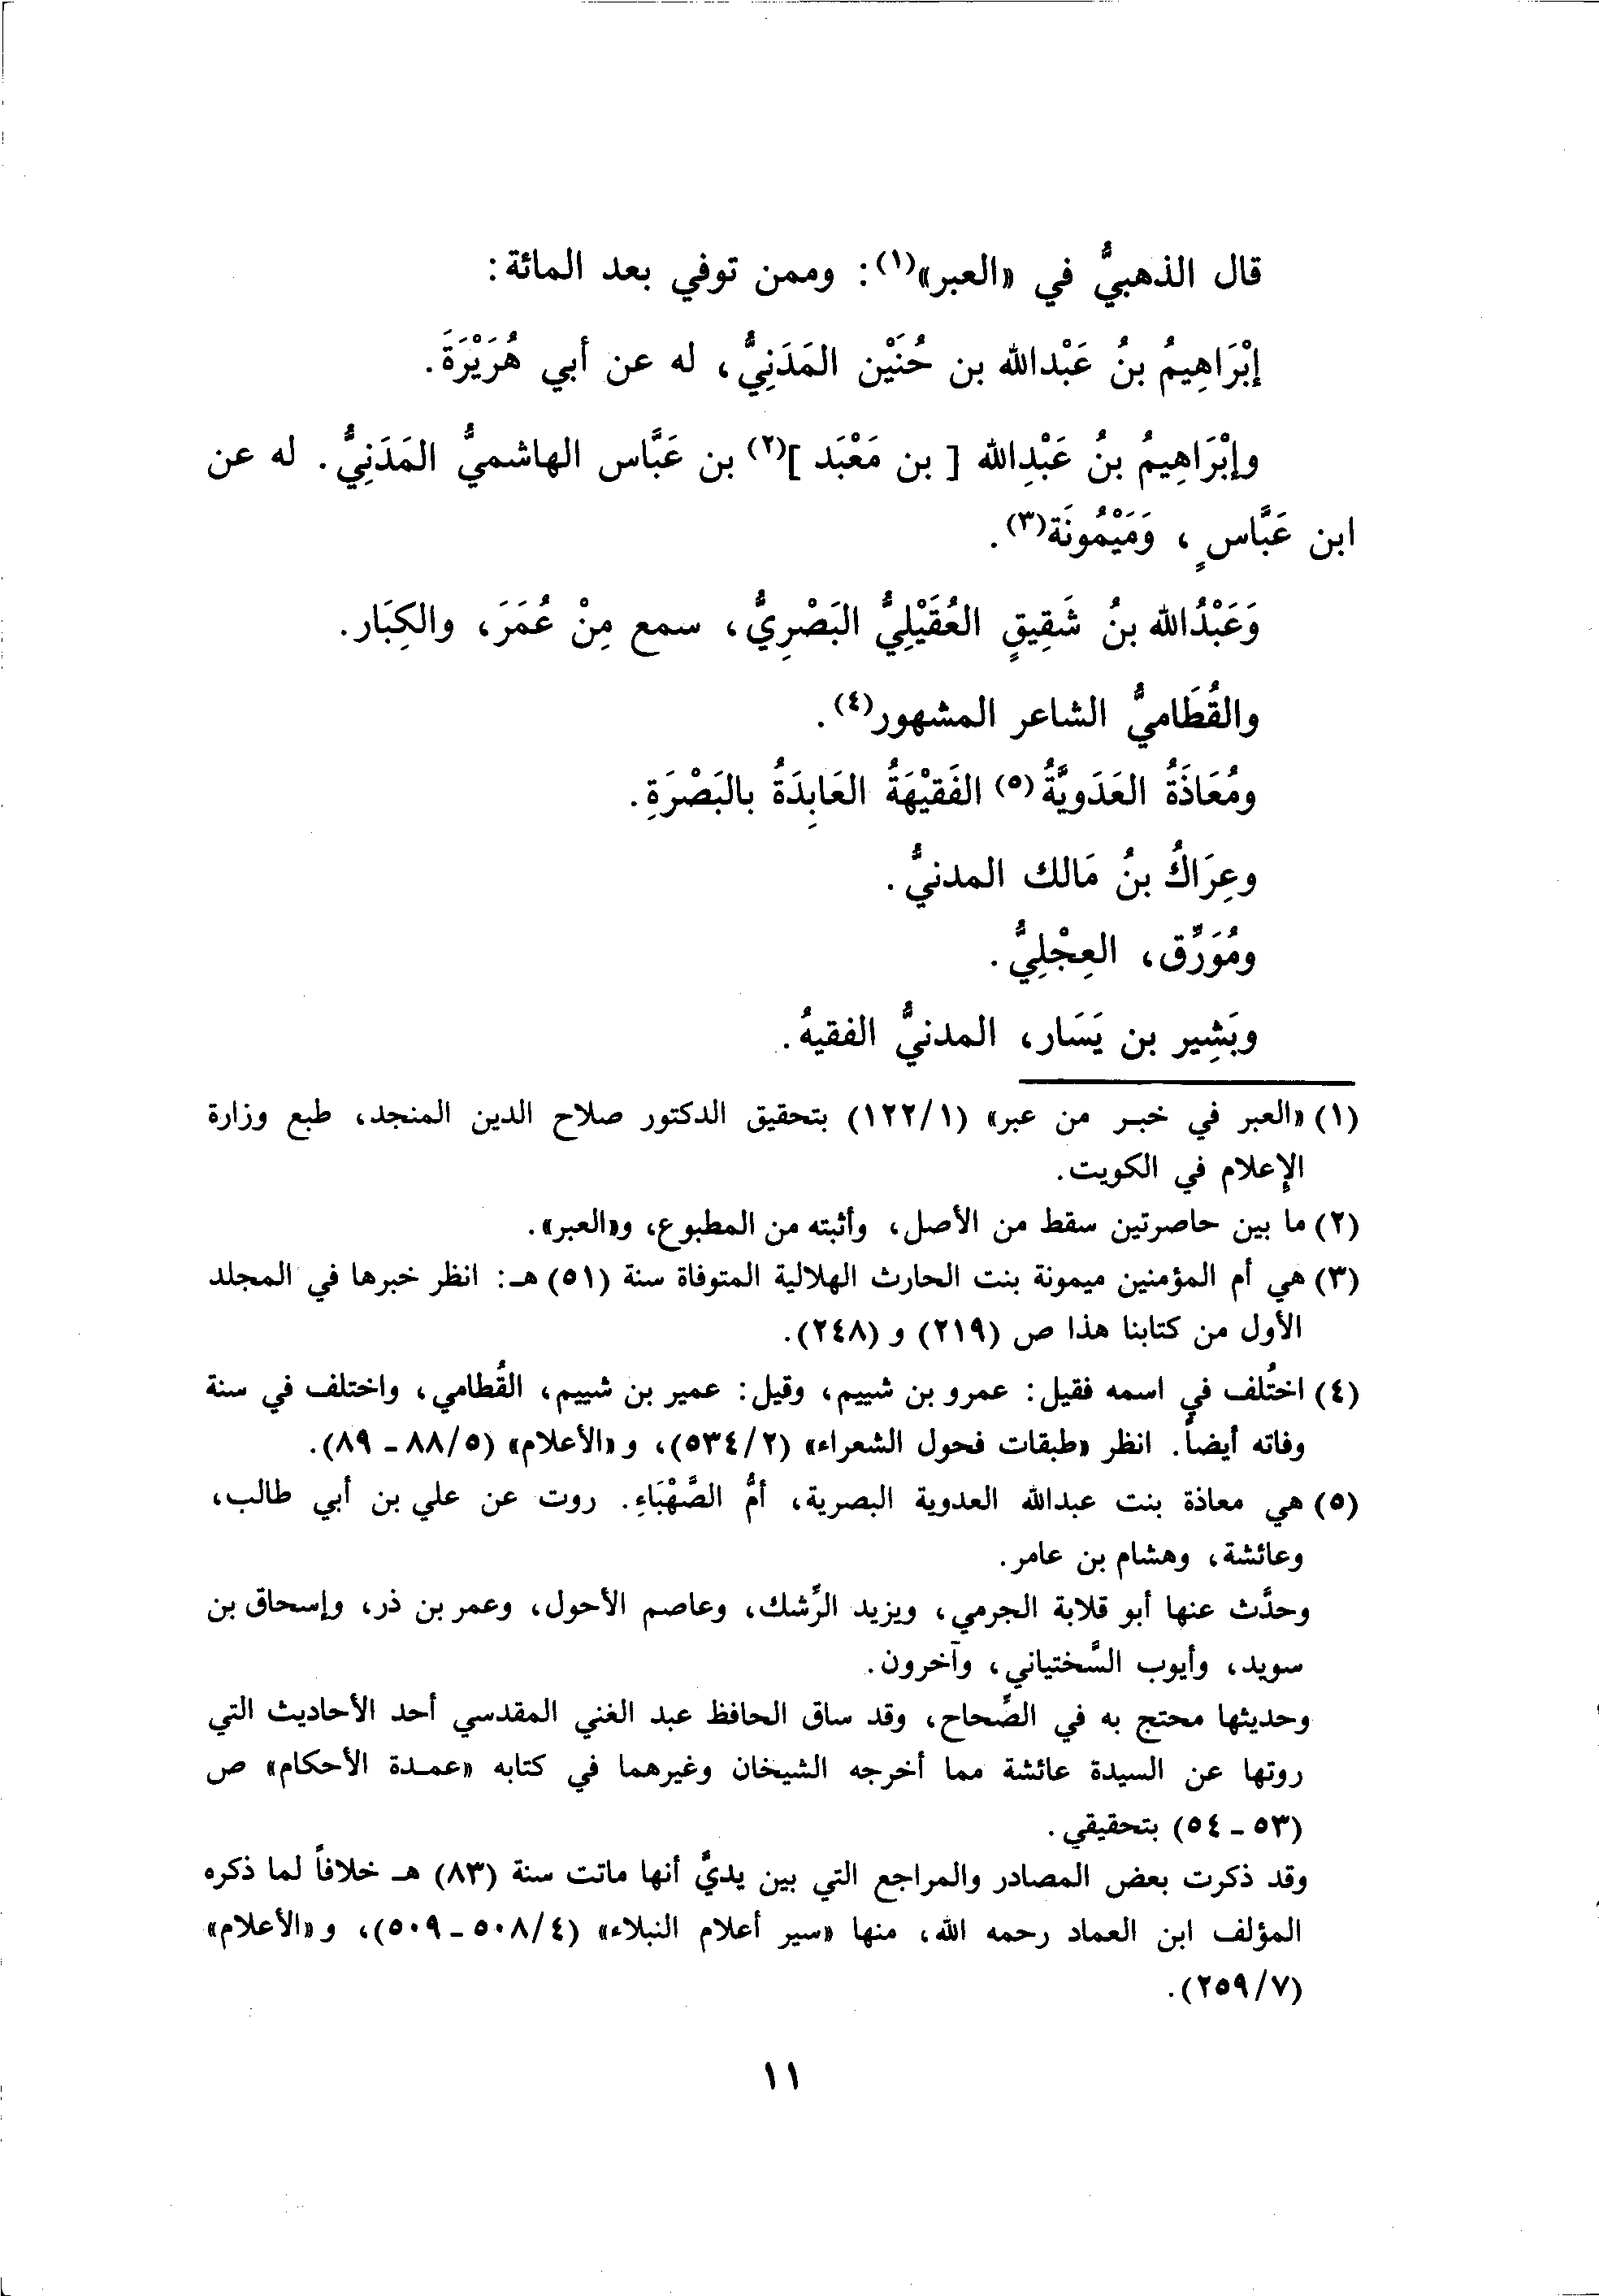 قال الذهبيُّ في «العبر»(١): وممن توفي بعد المائة:
إبْرَاهِيمُ بنُ عَبْدالله بن حُنَيْن المَدَنِيُّ، له عن أبي هُرَيْرَةَ.
وإبْرَاهِيمُ بنُ عَبْدِالله [ بن مَعْبَد ](٢) بن عَبَّاس الهاشميُّ المَدَنِيُّ. له عن
ابن عَبَّاسٍ، وَمَيْمُونَة(٣).
وَعَبْدُالله بنُ شَقِيقٍ العُقَيْلِيُّ البَصْرِيُّ، سمع مِنْ عُمَرَ، والكِبَار.
والقُطَاميُّ الشاعر المشهور(٤).
ومُعَاذَةُ العَدَويَّةُ(٥) الفَقيْهَةُ العَابِدَةُ بالبَصْرَةِ.
وعِرَاكُ بنُ مَالك المدنيُّ.
ومُوَرِّق، العِجْلِيُّ.
وبَشِير بن يَسَار، المدنيُّ الفقيهُ.
(١) «العبر في خبر من عبر» (١/١٢٢) بتحقيق الدكتور صلاح الدين المنجد، طبع وزارة
الإعلام في الكويت.
(٢) ما بين حاصرتين سقط من الأصل، وأثبته من المطبوع، و«العبر».
(٣) هي أم المؤمنين ميمونة بنت الحارث الهلالية المتوفاة سنة (٥١) هـ: انظر خبرها في المجلد
الأول من كتابنا هذا ص (٢١٩) و (٢٤٨).
(٤) اختُلف في اسمه فقيل: عمرو بن شييم، وقيل: عمير بن شييم، القُطامي، واختلف في سنة
وفاته أيضاً. انظر «طبقات فحول الشعراء» (٢/٥٣٤)، و «الأعلام» (٥/٨٨ - ٨٩).
(٥) هي معاذة بنت عبدالله العدوية البصرية، أمُّ الصَّهْبَاءِ. روت عن علي بن أبي طالب،
وعائشة، وهشام بن عامر.
وحدَّث عنها أبو قلابة الجرمي، ويزيد الرِّشك، وعاصم الأحول، وعمر بن ذر، وإسحاق بن
سويد، وأيوب السَّختياني، وآخرون.
وحديثها محتج به في الصِّحاح، وقد ساق الحافظ عبد الغني المقدسي أحد الأحاديث التي
روتها عن السيدة عائشة مما أخرجه الشيخان وغيرهما في كتابه «عمدة الأحكام» ص
(٥٣ - ٥٤) بتحقيقي.
وقد ذكرت بعض المصادر والمراجع التي بين يديَّ أنها ماتت سنة (٨٣) هـ خلافاً لما ذكره
المؤلف ابن العماد رحمه الله، منها «سير أعلام النبلاء» (٤/٥٠٨ - ٥٠٩)، و «الأعلام»
(٧/٢٥٩).
١١